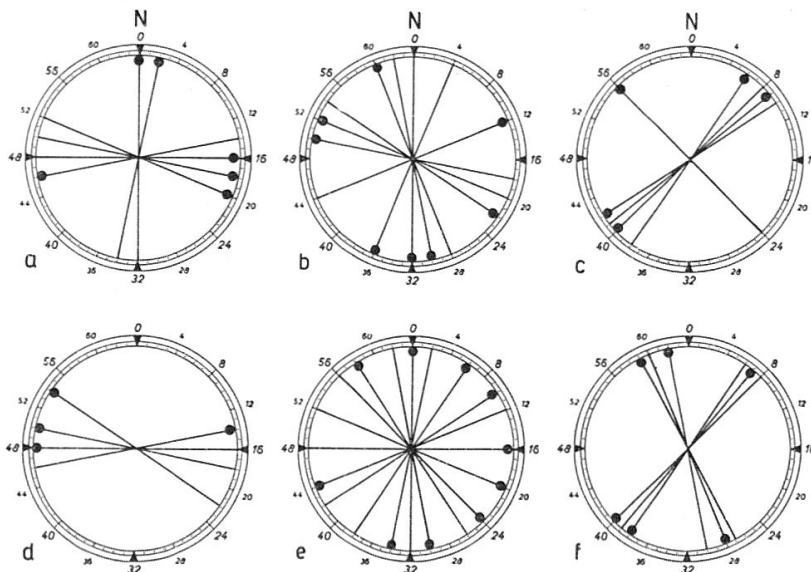 N N N
0 0 0
60 4 60 4 60 4
56 8 56 8 56 8
52 12 52 12 52 12
48 16 48 16 48 1
44 20 44 20 44 20
40 24 40 24 40 24
a 36 28 b 36 28 c 36 28
32 32 32
0 0 0
60 4 60 4 60 4
56 8 56 8 56 8
52 12 52 12 52 12
48 16 48 16 48 1
44 20 44 20 44 20
40 24 40 24 40 24
d 36 28 e 36 28 f 36 28
32 32 32